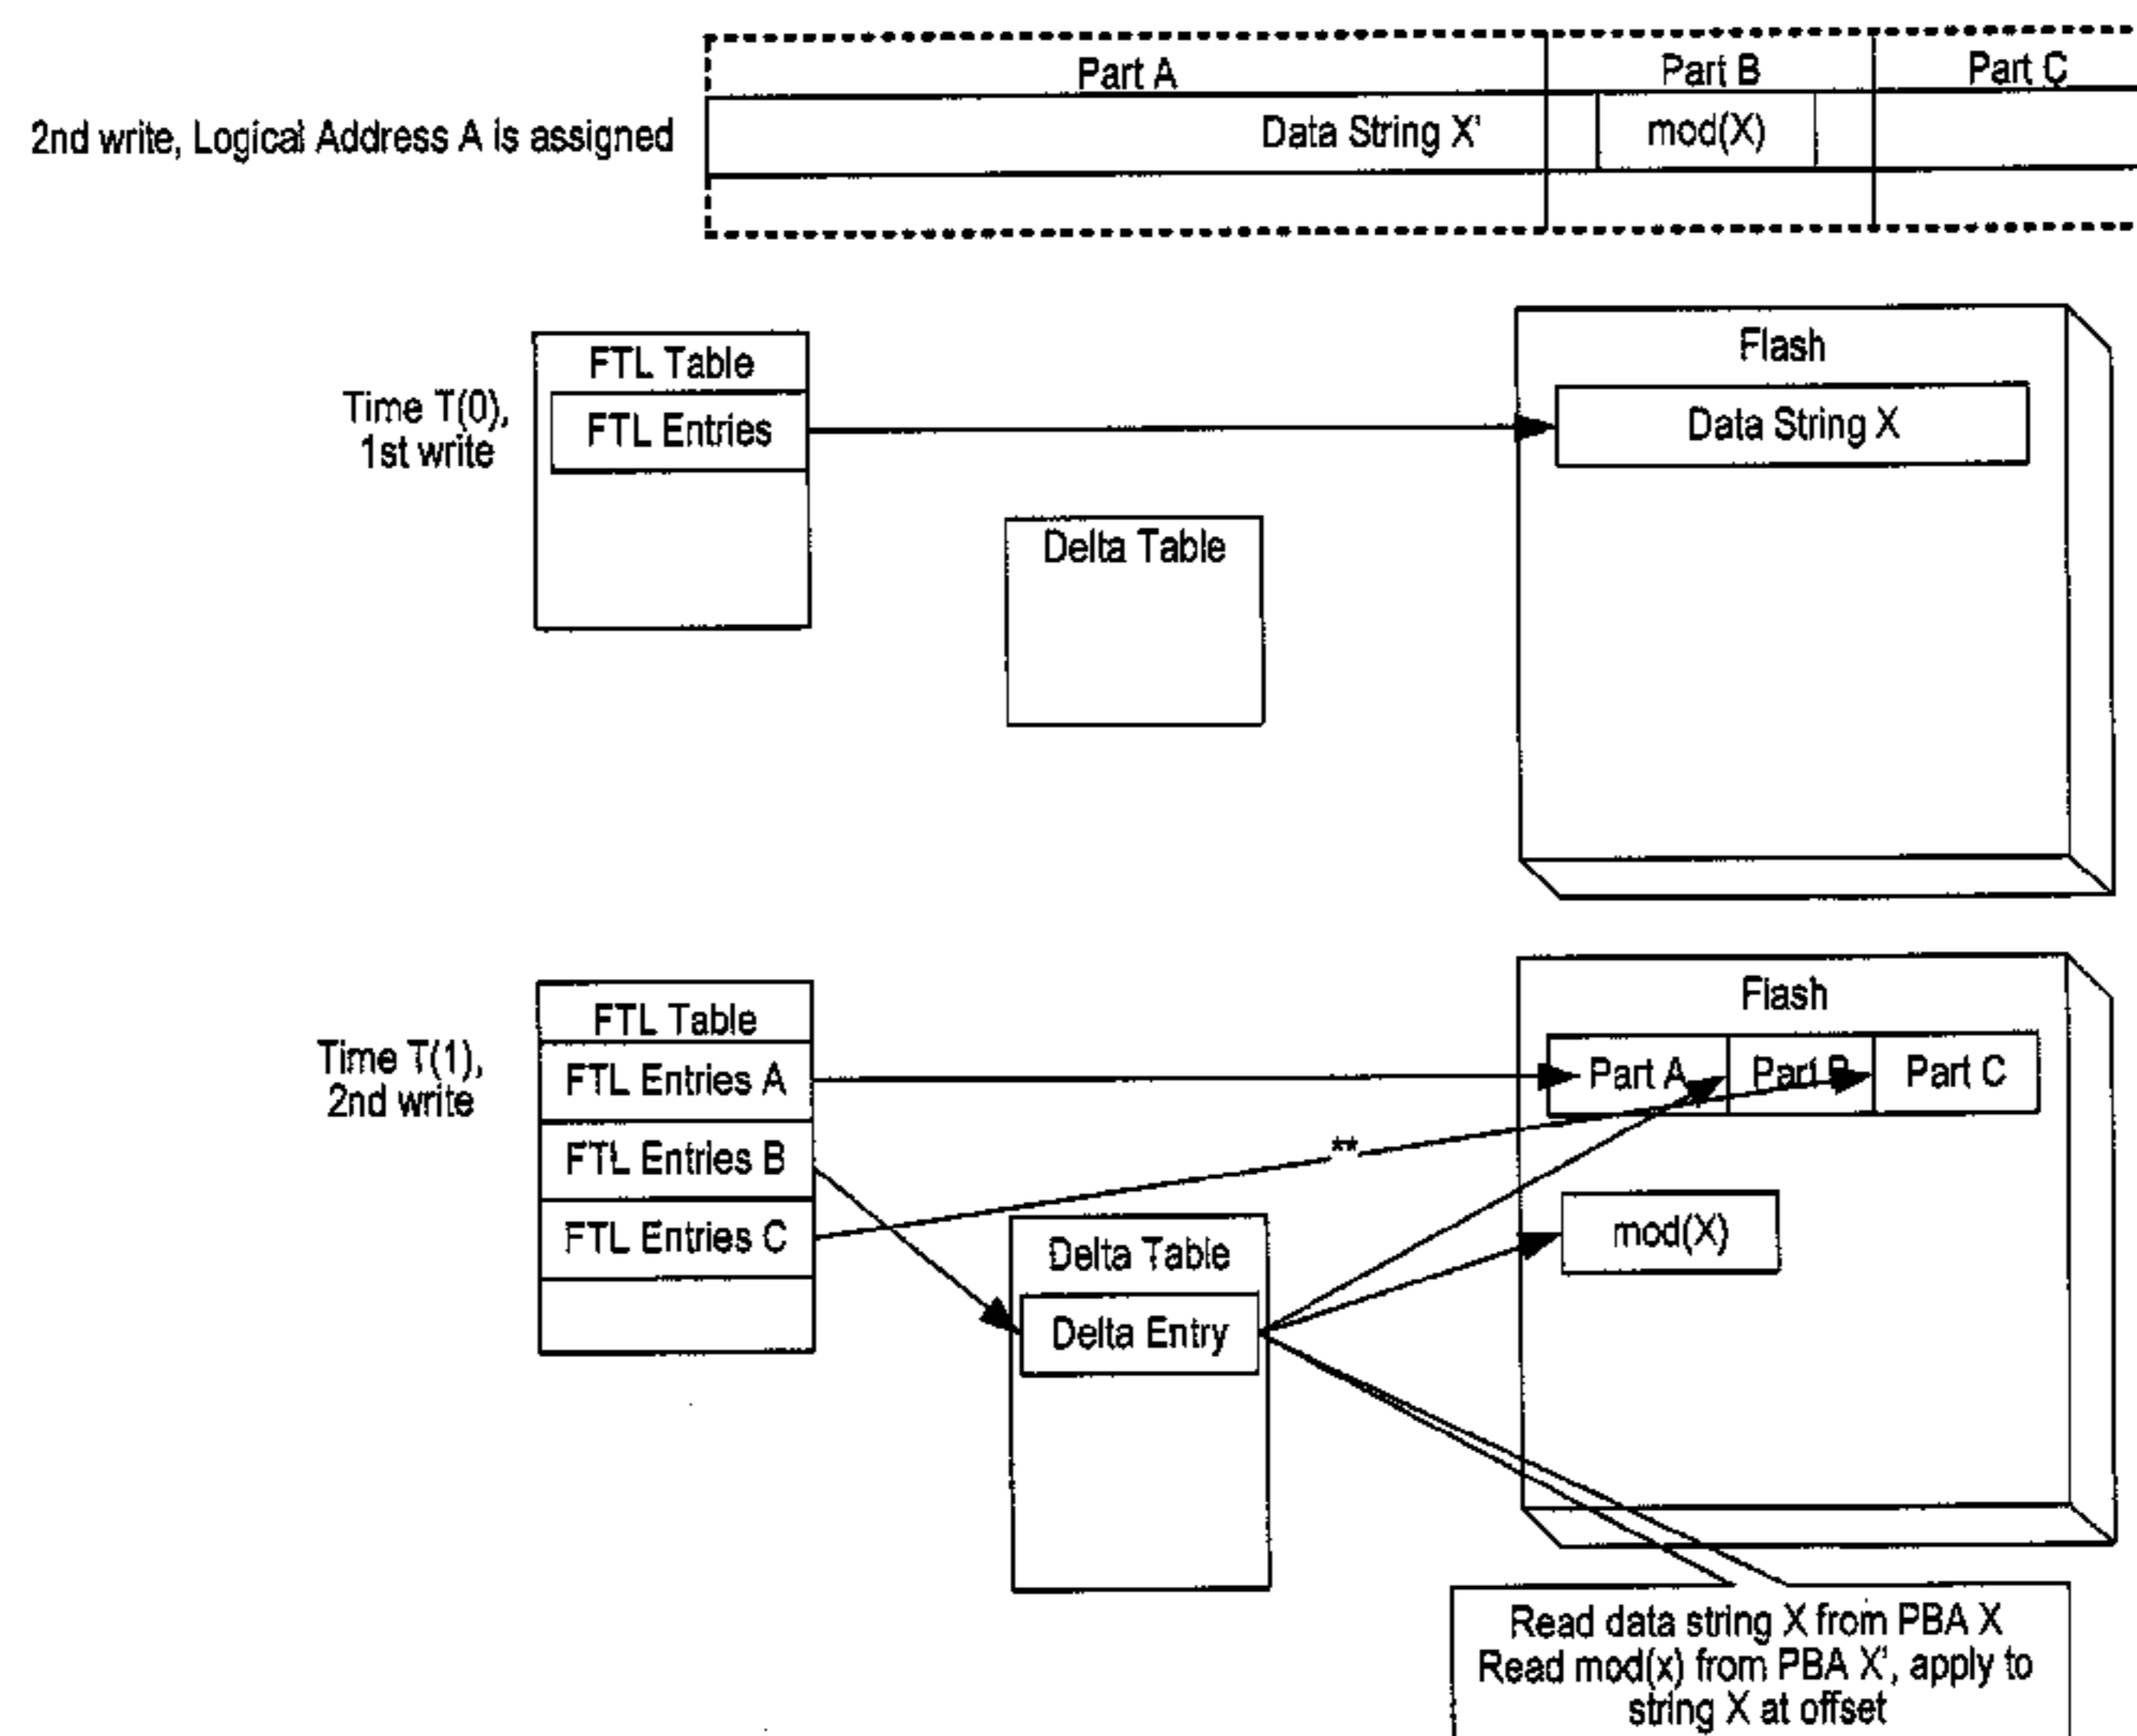 Part A
Part B
Part C
2nd write, Logical Address A is assigned
Data String X'
mod(X)
Time T(0),
1st write
FTL Table
FTL Entries
Delta Table
Flash
Data String X
Time T(1),
2nd write
FTL Table
FTL Entries A
FTL Entries B
FTL Entries C
**
Delta Table
Delta Entry
Flash
Part A
Part B
Part C
mod(X)
Read data string X from PBA X
Read mod(x) from PBA X', apply to
string X at offset